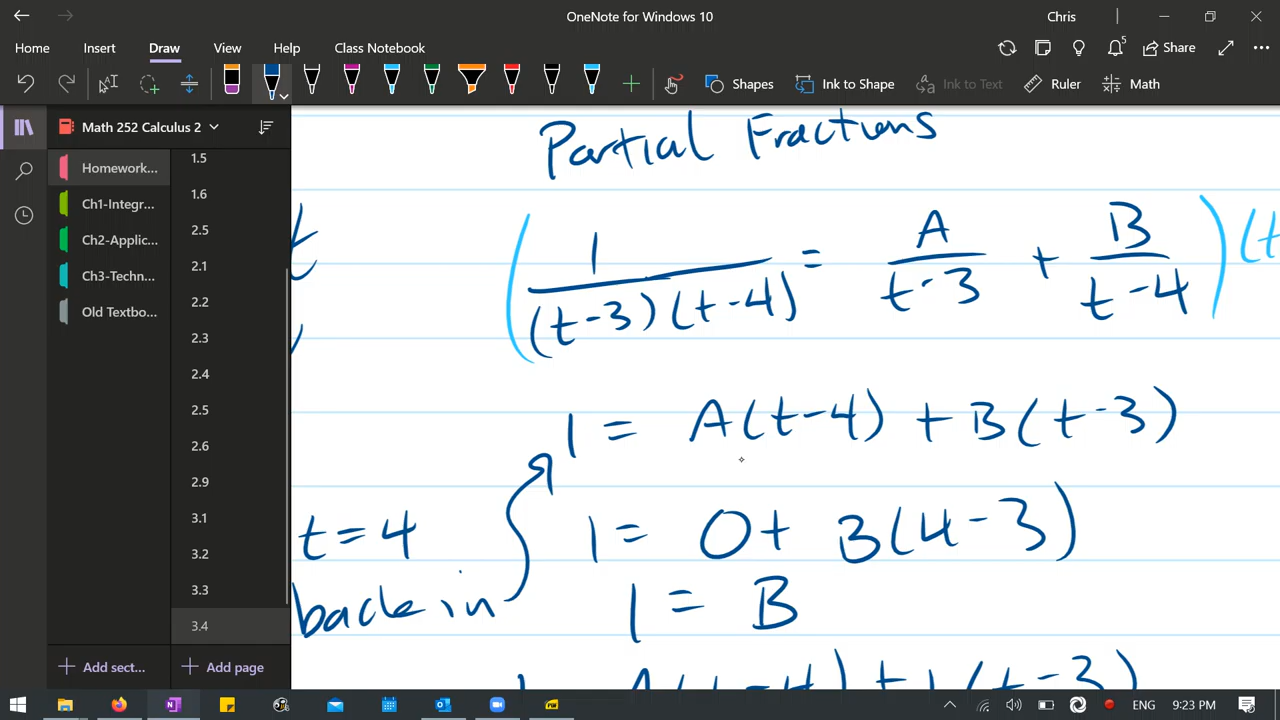 OneNote for Windows 10
Chris
Home Insert Draw View Help Class Notebook
5
Share
Shapes
Ink to Shape
Ink to Text
Ruler
Math
Math 252 Calculus 2
Homework...
Ch1-Integr...
Ch2-Applic...
Ch3-Techn...
Old Textbo...
1.5
1.6
2.5
2.1
2.2
2.3
2.4
2.5
2.6
2.9
3.1
3.2
3.3
3.4
Add sect...
Add page
Partial Fractions
( 1/((t-3)(t-4)) = A/(t-3) + B/(t-4) ) (t
1 = A(t-4) + B(t-3)
t = 4
1 = 0 + B(4-3)
back in
1 = B
A(t-4) + 1(t-3)
ENG
9:23 PM